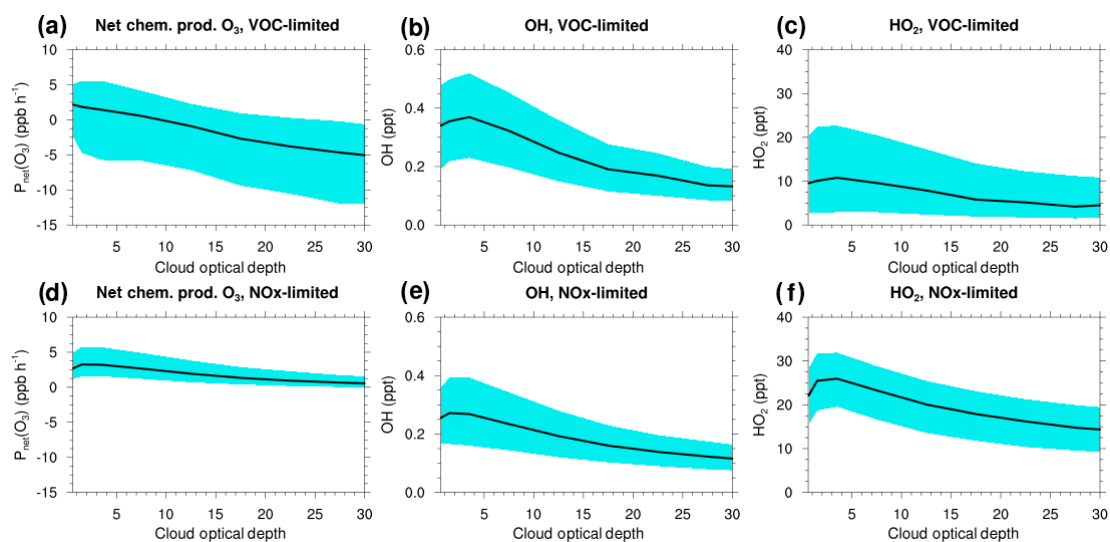 (a) Net chem. prod. O3, VOC-limited
10
5
0
-5
-10
-15
Pnet(O3) (ppb h-1)
5 10 15 20 25 30
Cloud optical depth
(b) OH, VOC-limited
0.6
0.4
0.2
0.0
OH (ppt)
5 10 15 20 25 30
Cloud optical depth
(c) HO2, VOC-limited
40
30
20
10
0
HO2 (ppt)
5 10 15 20 25 30
Cloud optical depth
(d) Net chem. prod. O3, NOx-limited
10
5
0
-5
-10
-15
Pnet(O3) (ppb h-1)
5 10 15 20 25 30
Cloud optical depth
(e) OH, NOx-limited
0.6
0.4
0.2
0.0
OH (ppt)
5 10 15 20 25 30
Cloud optical depth
(f) HO2, NOx-limited
40
30
20
10
0
HO2 (ppt)
5 10 15 20 25 30
Cloud optical depth